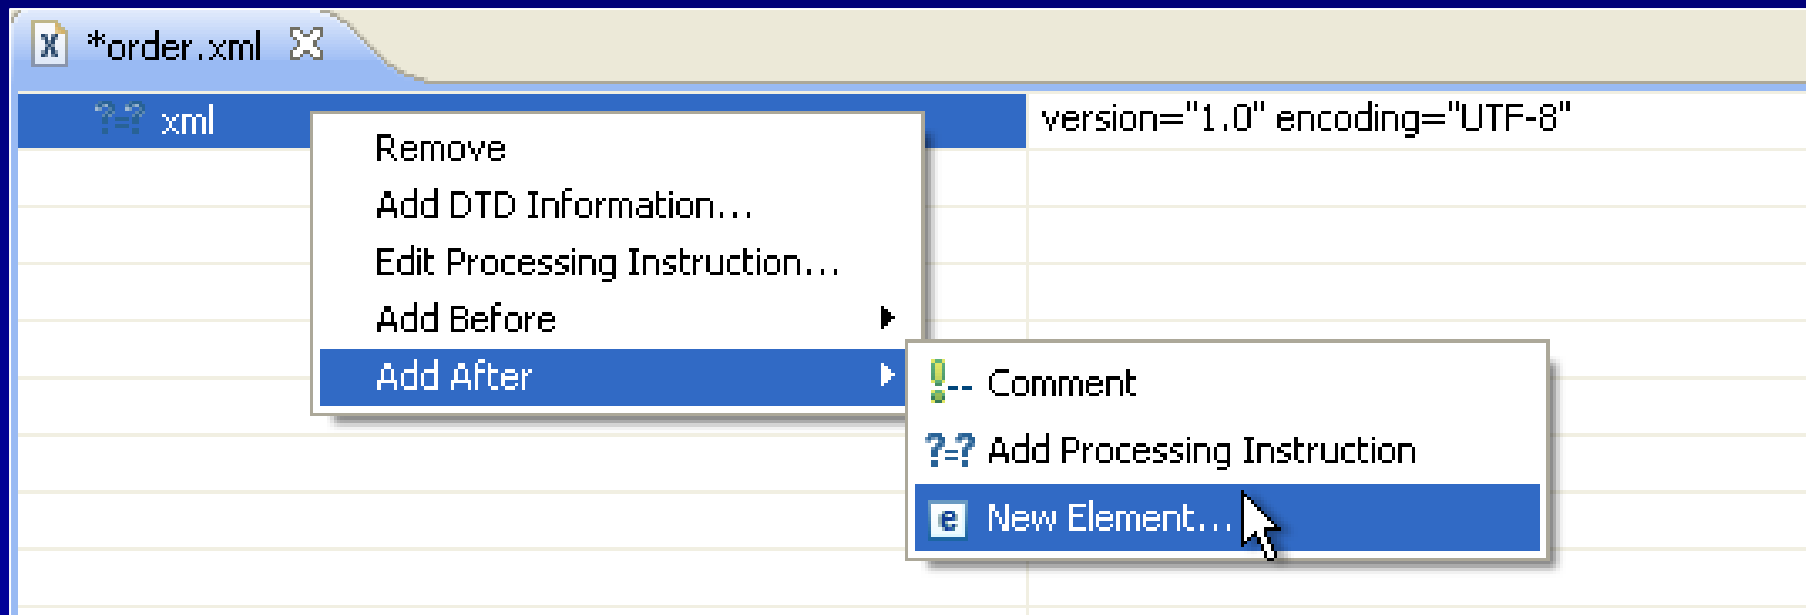 *order.xml
?=? xml
version="1.0" encoding="UTF-8"
Remove
Add DTD Information...
Edit Processing Instruction...
Add Before
Add After
!-- Comment
?=? Add Processing Instruction
e New Element...